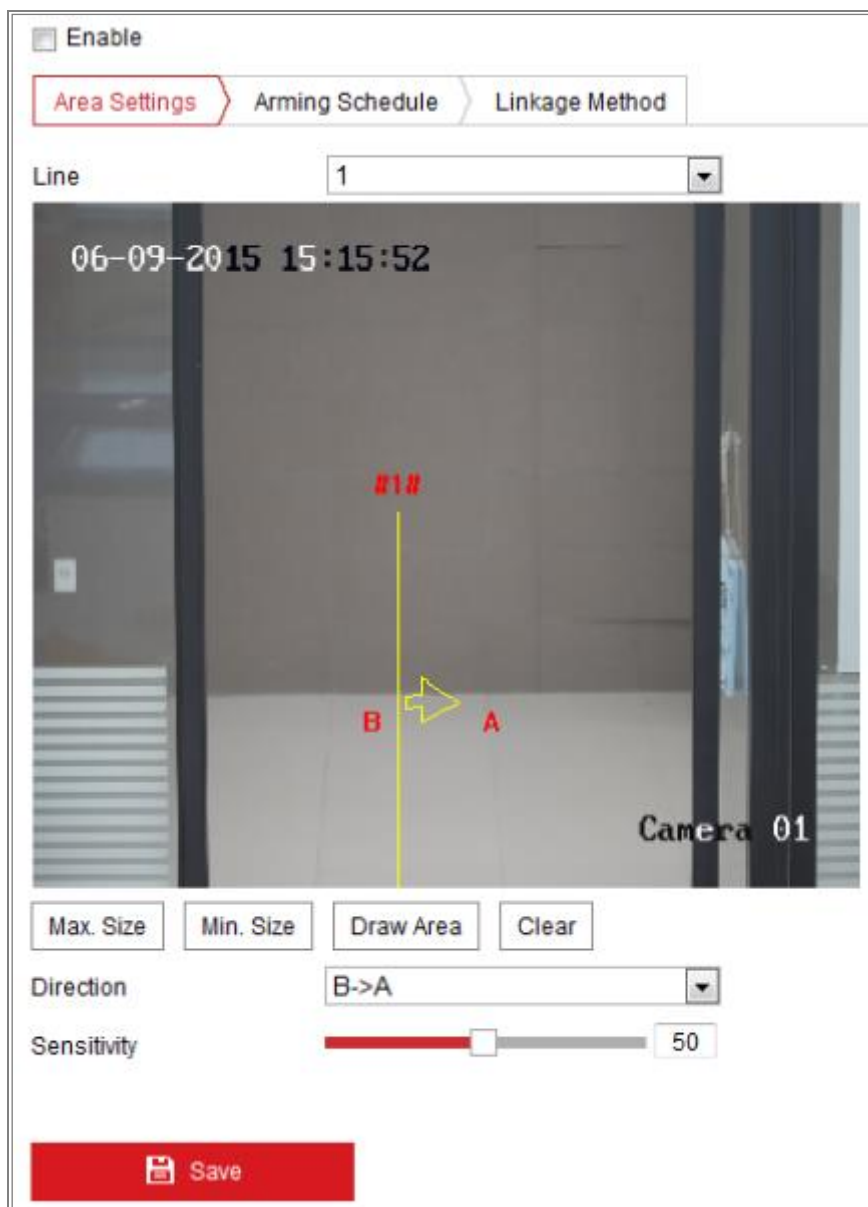 Enable
Area Settings Arming Schedule Linkage Method
Line 1
06-09-2015 15:15:52
#1#
B A
Camera 01
Max. Size Min. Size Draw Area Clear
Direction B->A
Sensitivity 50
Save